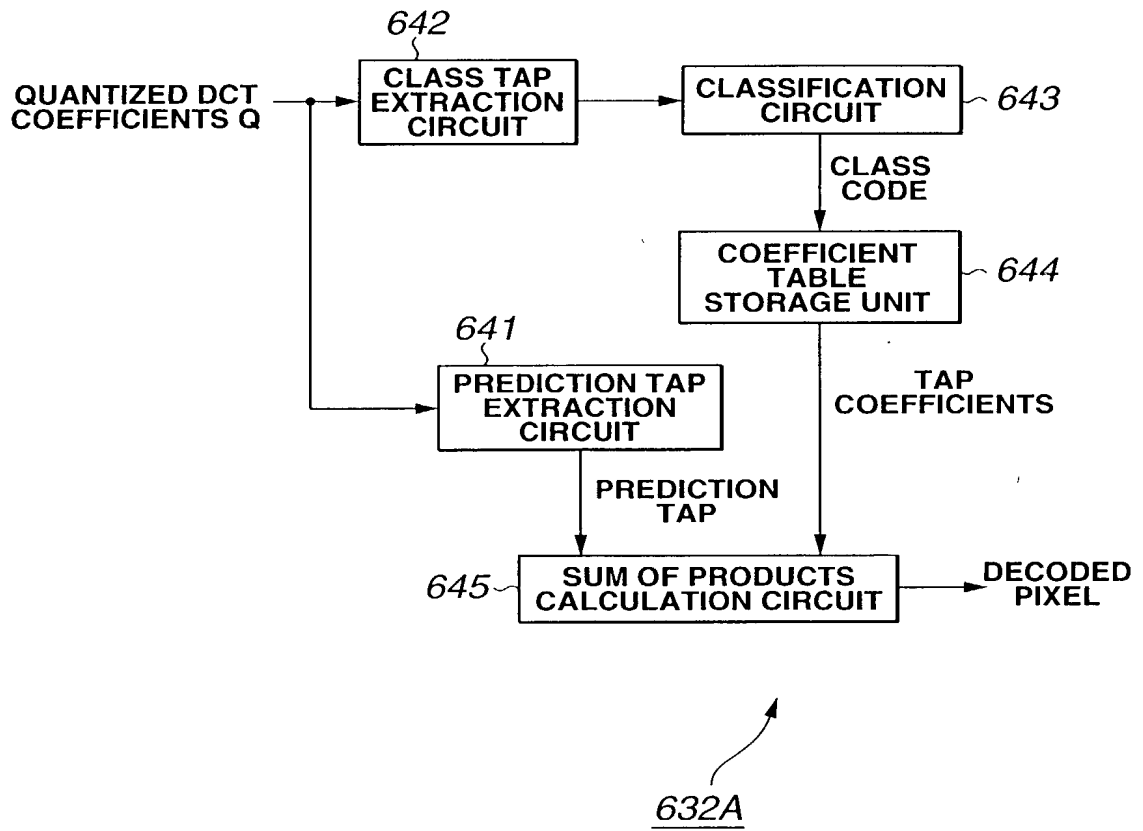 642
QUANTIZED DCT
COEFFICIENTS Q
CLASS TAP
EXTRACTION
CIRCUIT
CLASSIFICATION
CIRCUIT
643
CLASS
CODE
COEFFICIENT
TABLE
STORAGE UNIT
644
641
PREDICTION TAP
EXTRACTION
CIRCUIT
TAP
COEFFICIENTS
PREDICTION
TAP
645
SUM OF PRODUCTS
CALCULATION CIRCUIT
DECODED
PIXEL
632A